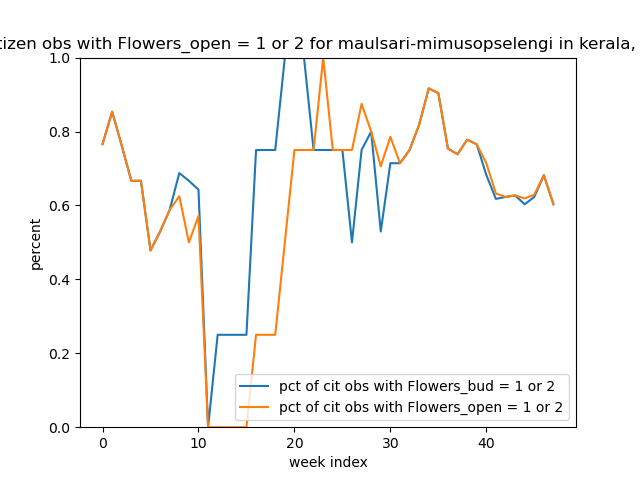 tizen obs with Flowers_open = 1 or 2 for maulsari-mimusopselengi in kerala,
1.0
0.8
0.6
0.4
0.2
0.0
percent
pct of cit obs with Flowers_bud = 1 or 2
pct of cit obs with Flowers_open = 1 or 2
0 10 20 30 40
week index